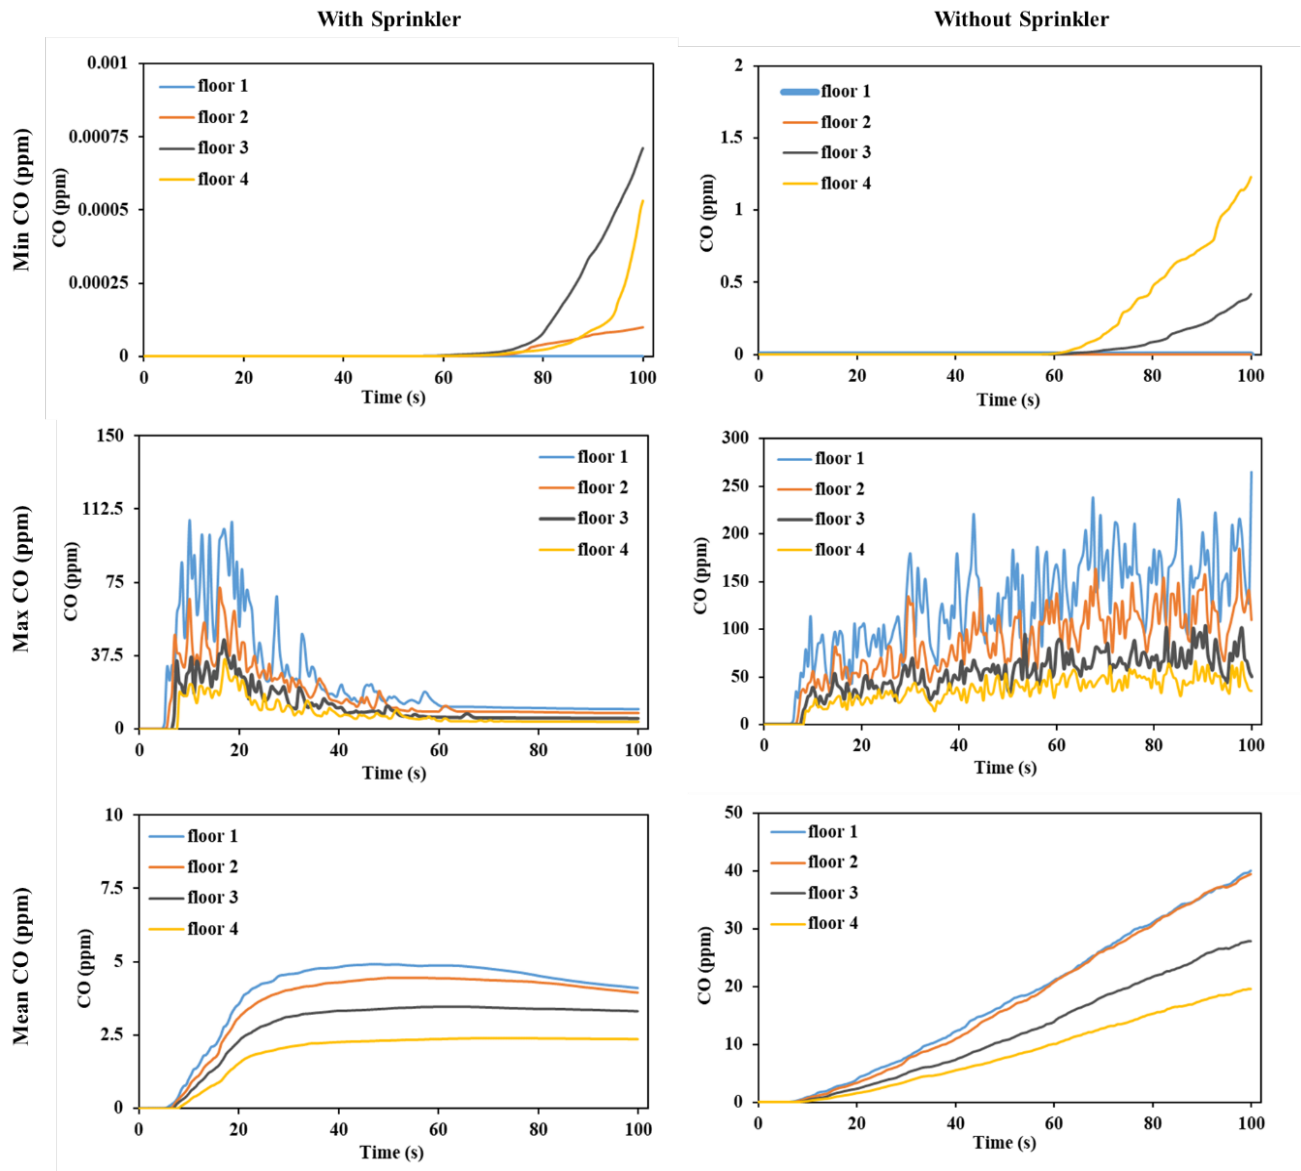 With Sprinkler
Without Sprinkler
Min CO (ppm)
CO (ppm)
0.001
0.00075
0.0005
0.00025
0
floor 1
floor 2
floor 3
floor 4
0 20 40 60 80 100
Time (s)
CO (ppm)
2
1.5
1
0.5
0
floor 1
floor 2
floor 3
floor 4
0 20 40 60 80 100
Time (s)
Max CO (ppm)
CO (ppm)
150
112.5
75
37.5
0
floor 1
floor 2
floor 3
floor 4
0 20 40 60 80 100
Time (s)
CO (ppm)
300
250
200
150
100
50
0
floor 1
floor 2
floor 3
floor 4
0 20 40 60 80 100
Time (s)
Mean CO (ppm)
CO (ppm)
10
7.5
5
2.5
0
floor 1
floor 2
floor 3
floor 4
0 20 40 60 80 100
Time (s)
CO (ppm)
50
40
30
20
10
0
floor 1
floor 2
floor 3
floor 4
0 20 40 60 80 100
Time (s)